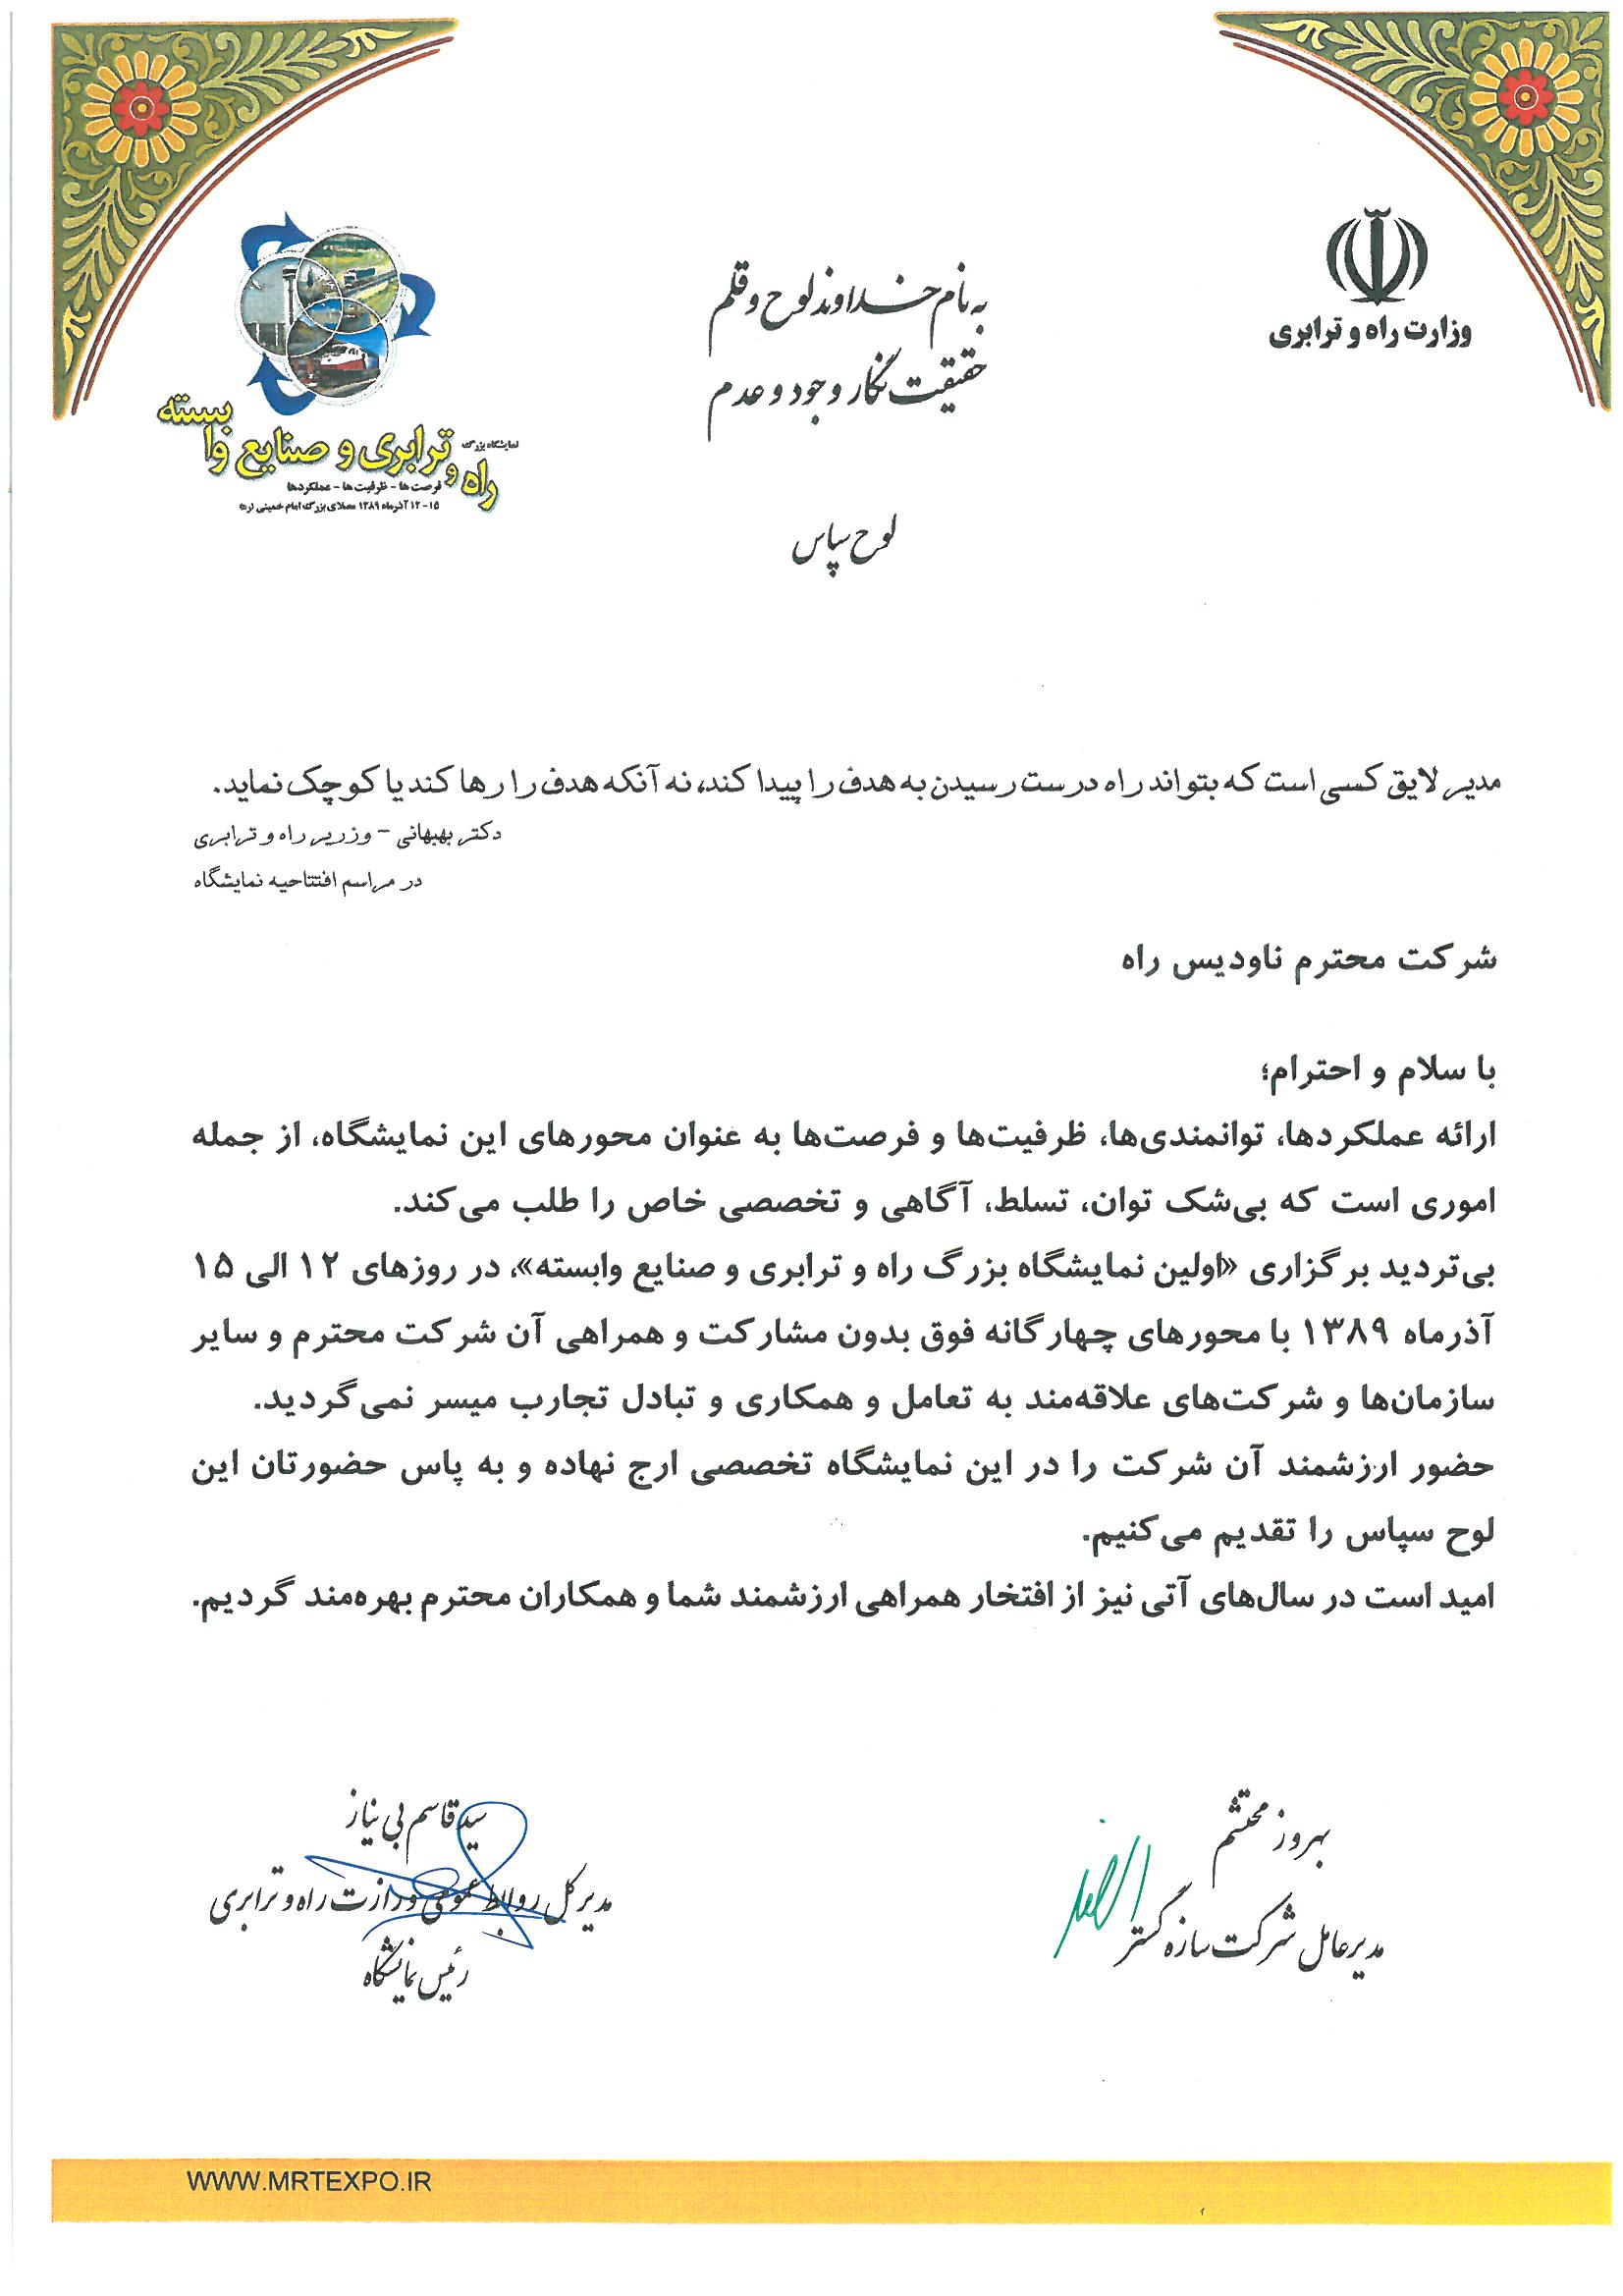 وزارت راه و ترابری
به نام خداوند لوح و قلم
حقیقت نگار وجود و عدم
نمایشگاه بزرگ
راه و ترابری و صنایع وابسته
فرصت ها - ظرفیت ها - عملکردها
۱۵-۱۲ آذرماه ۱۳۸۹ مصلای بزرگ امام خمینی (ره)
لوح سپاس
مدیر لایق کسی است که بتواند راه درست رسیدن به هدف را پیدا کند، نه آنکه هدف را رها کند یا کوچک نماید.
دکتر بهبهانی - وزیر راه و ترابری
در مراسم افتتاحیه نمایشگاه
شرکت محترم ناودیس راه
با سلام و احترام؛
ارائه عملکردها، توانمندی‌ها، ظرفیت‌ها و فرصت‌ها به عنوان محورهای این نمایشگاه، از جمله
اموری است که بی‌شک توان، تسلط، آگاهی و تخصصی خاص را طلب می‌کند.
بی‌تردید برگزاری «اولین نمایشگاه بزرگ راه و ترابری و صنایع وابسته»، در روزهای ۱۲ الی ۱۵
آذرماه ۱۳۸۹ با محورهای چهارگانه فوق بدون مشارکت و همراهی آن شرکت محترم و سایر
سازمان‌ها و شرکت‌های علاقه‌مند به تعامل و همکاری و تبادل تجارب میسر نمی‌گردید.
حضور ارزشمند آن شرکت را در این نمایشگاه تخصصی ارج نهاده و به پاس حضورتان این
لوح سپاس را تقدیم می‌کنیم.
امید است در سال‌های آتی نیز از افتخار همراهی ارزشمند شما و همکاران محترم بهره‌مند گردیم.
بهروز محتشم
مدیرعامل شرکت سازه گستر
سید قاسم بی نیاز
مدیر کل روابط عمومی وزارت راه و ترابری
رئیس نمایشگاه
WWW.MRTEXPO.IR